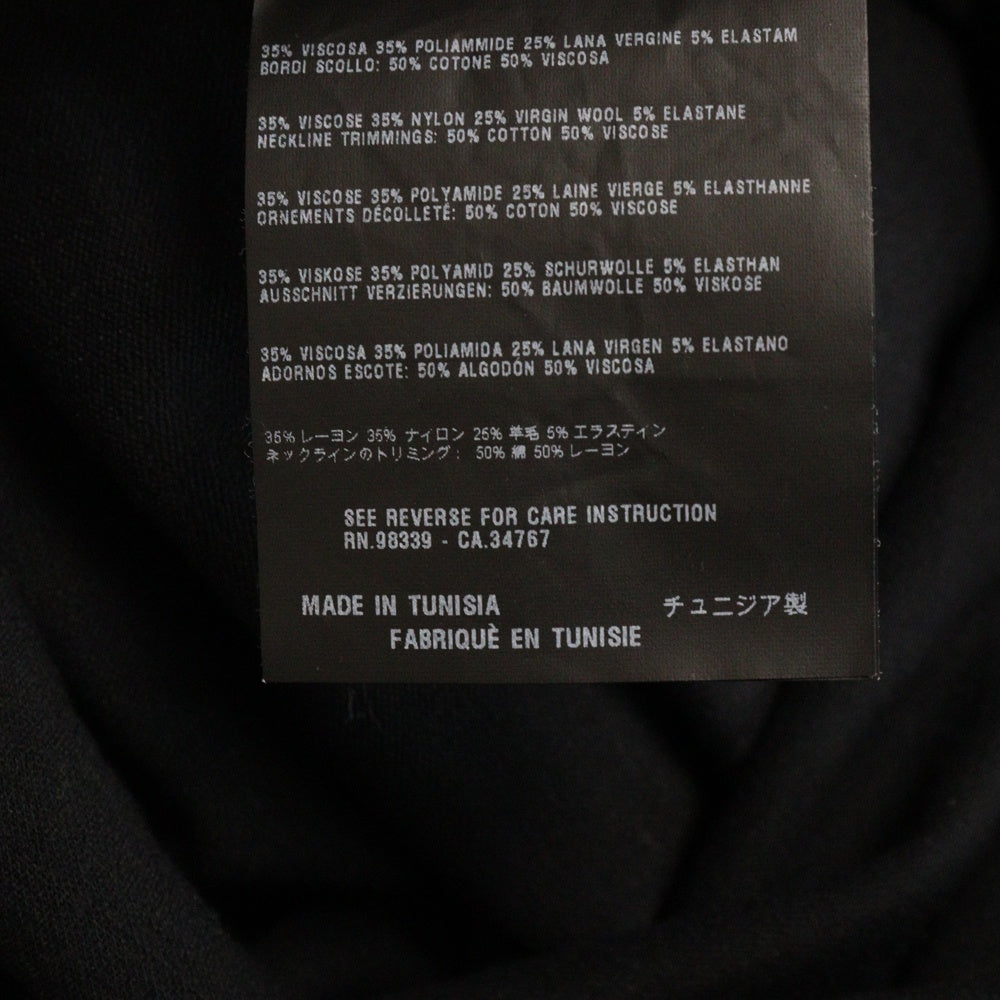 35% VISCOSA 35% POLIAMMIDE 25% LANA VERGINE 5% ELASTAM
BORDI SCOLLO: 50% COTONE 50% VISCOSA
35% VISCOSE 35% NYLON 25% VIRGIN WOOL 5% ELASTANE
NECKLINE TRIMMINGS: 50% COTTON 50% VISCOSE
35% VISCOSE 35% POLYAMIDE 25% LAINE VIERGE 5% ELASTHANNE
ORNEMENTS DÉCOLLETÉ: 50% COTON 50% VISCOSE
35% VISKOSE 35% POLYAMID 25% SCHURWOLLE 5% ELASTHAN
AUSSCHNITT VERZIERUNGEN: 50% BAUMWOLLE 50% VISKOSE
35% VISCOSA 35% POLIAMIDA 25% LANA VIRGEN 5% ELASTANO
ADORNOS ESCOTE: 50% ALGODÓN 50% VISCOSA
35% レーヨン 35% ナイロン 25% 羊毛 5% エラステイン
ネックラインのトリミング: 50% 綿 50% レーヨン
SEE REVERSE FOR CARE INSTRUCTION
RN.98339 - CA.34767
MADE IN TUNISIA チュニジア製
FABRIQUÈ EN TUNISIE